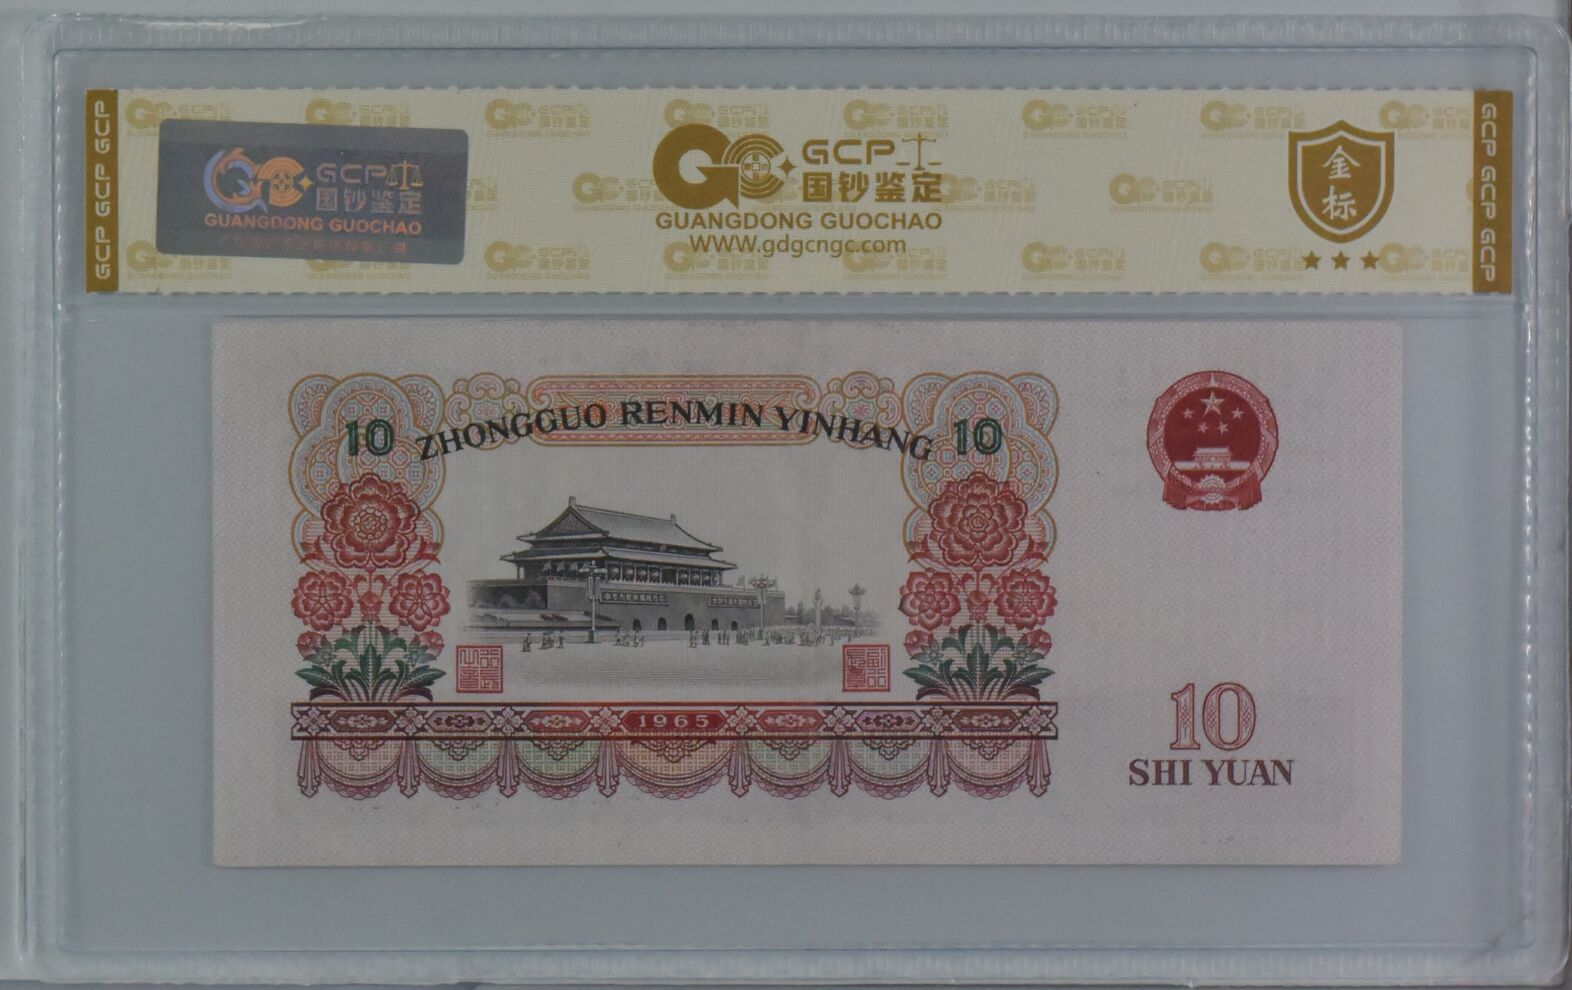 GCP GCP GCP
GCP
国钞鉴定
GUANGDONG GUOCHAO
GCP
国钞鉴定
GUANGDONG GUOCHAO
WWW.gdgcngc.com
金标
GCP GCP GCP
ZHONGGUO RENMIN YINHANG
10
10
1965
10
SHI YUAN